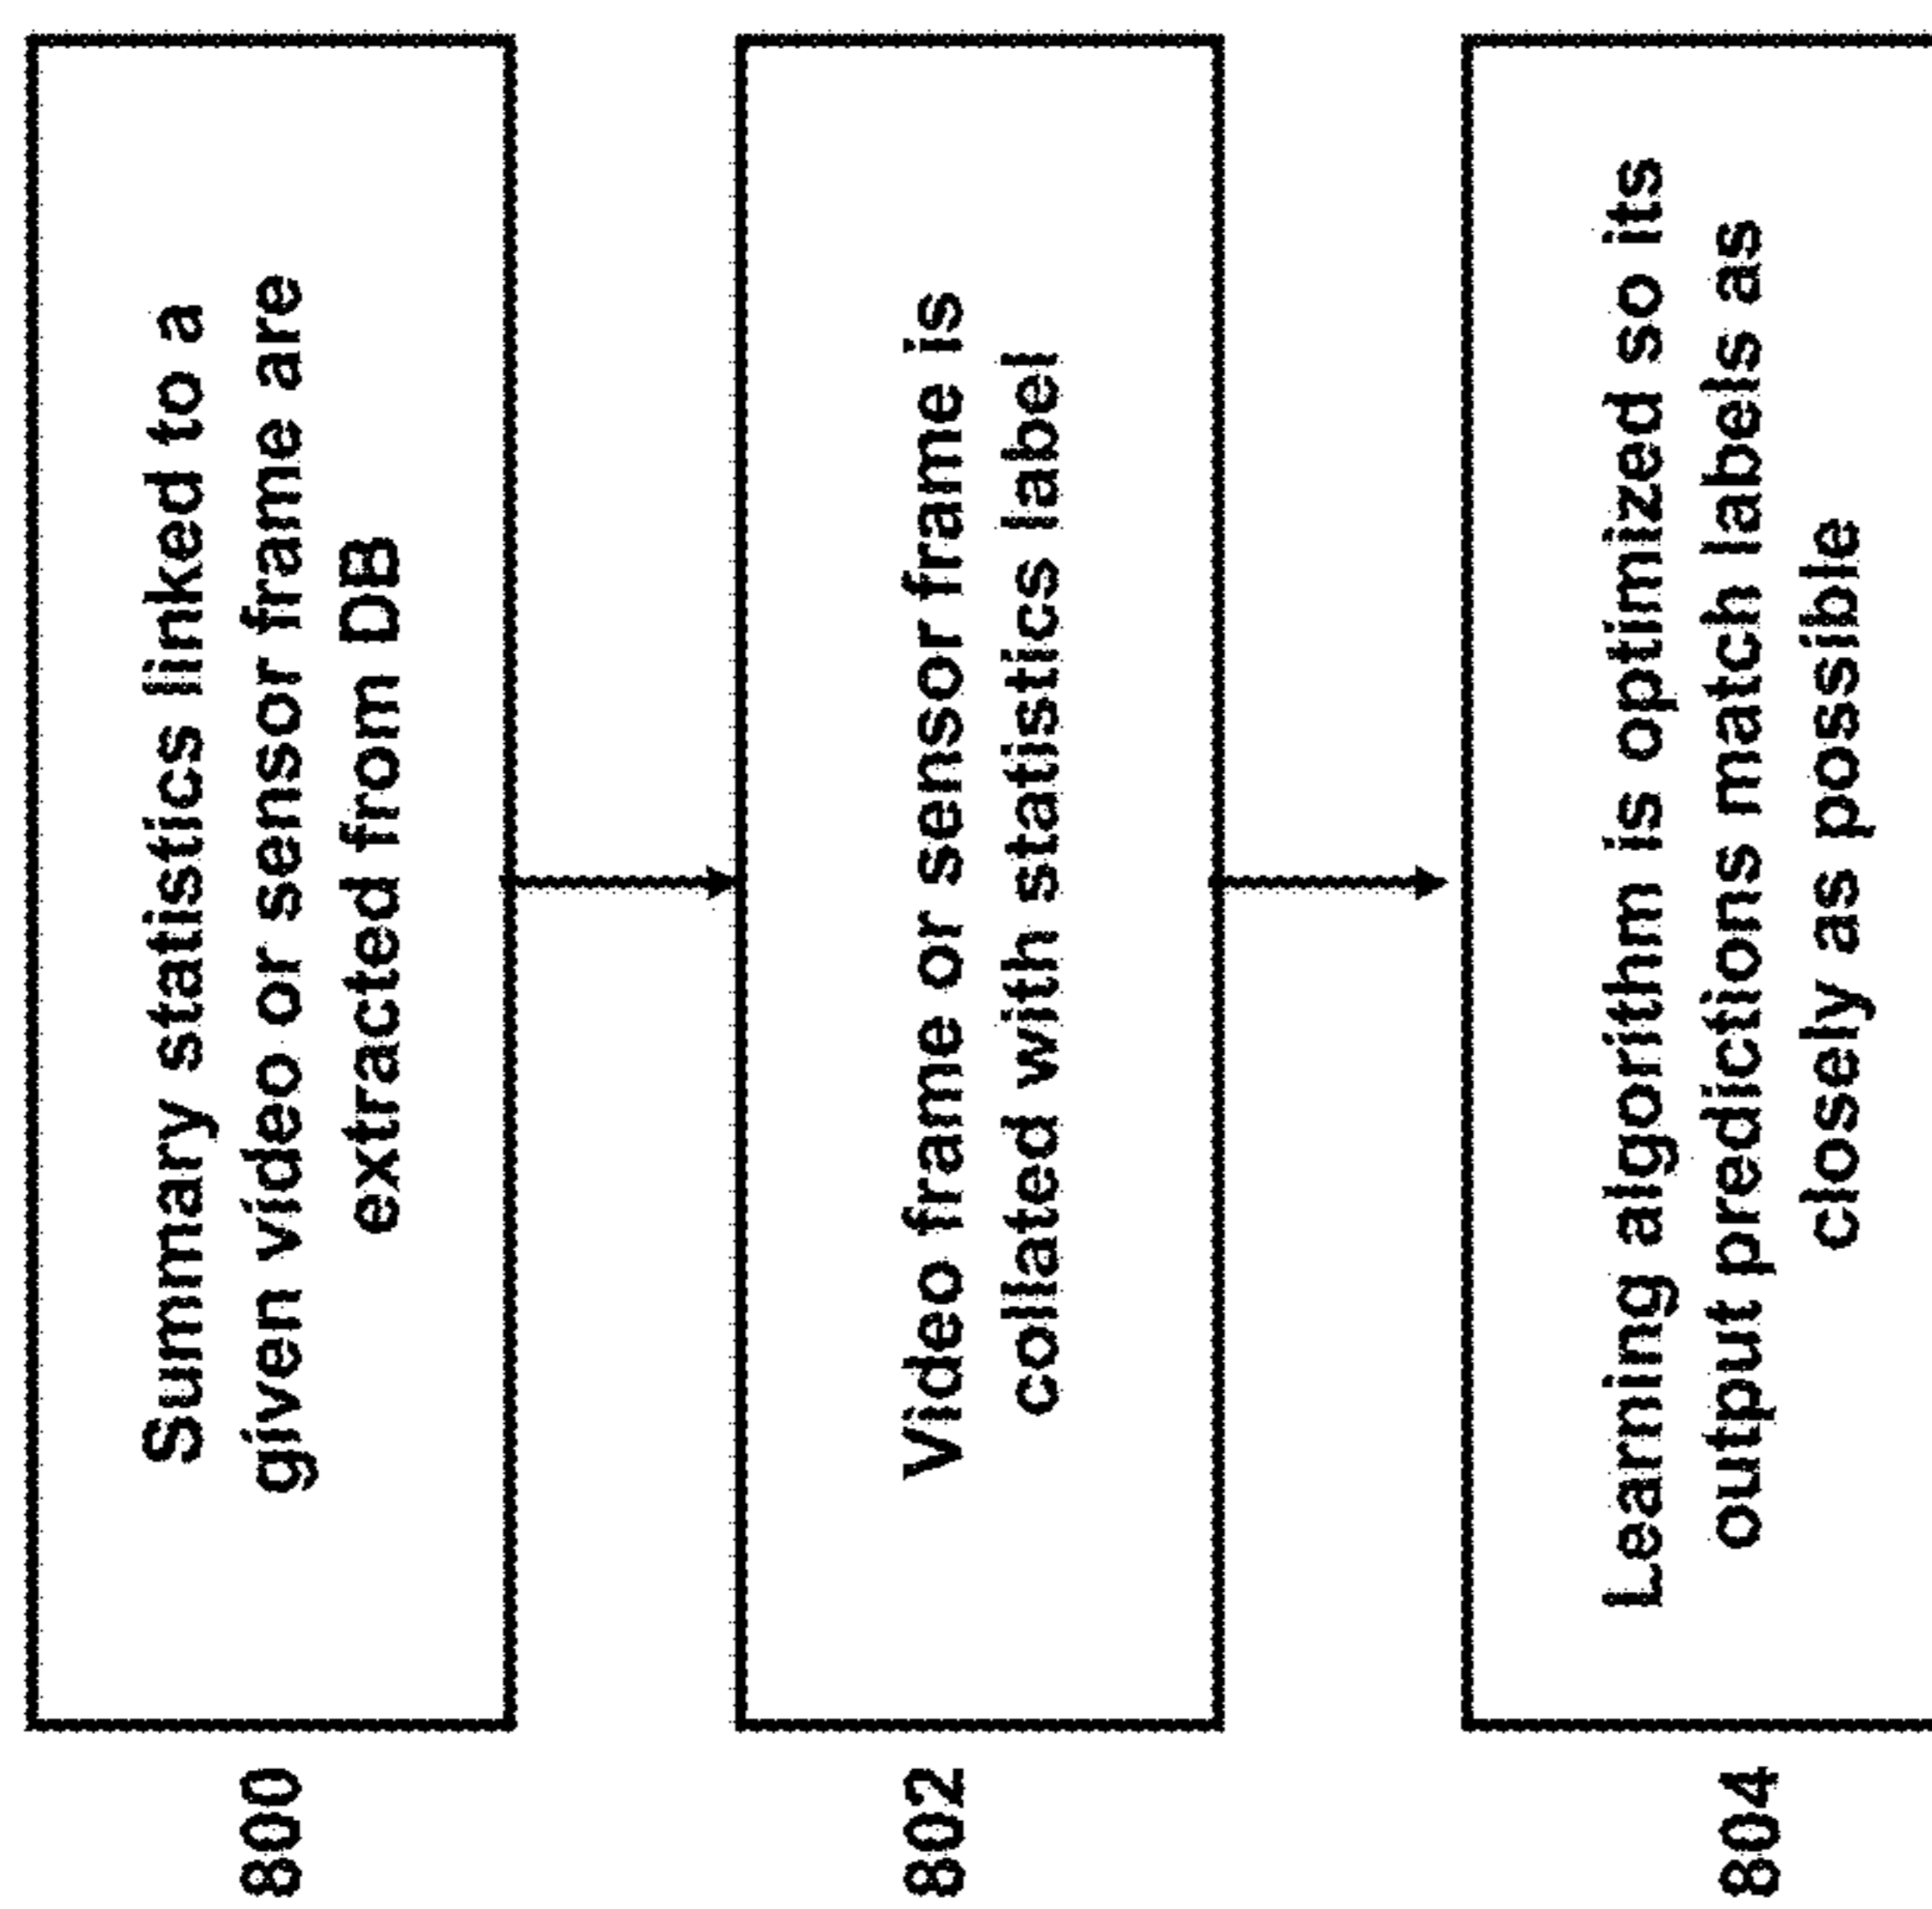 800
Summary statistics linked to a
given video or sensor frame are
extracted from DB
802
Video frame or sensor frame is
collated with statistics label
804
Learning algorithm is optimized so its
output predictions match labels as
closely as possible